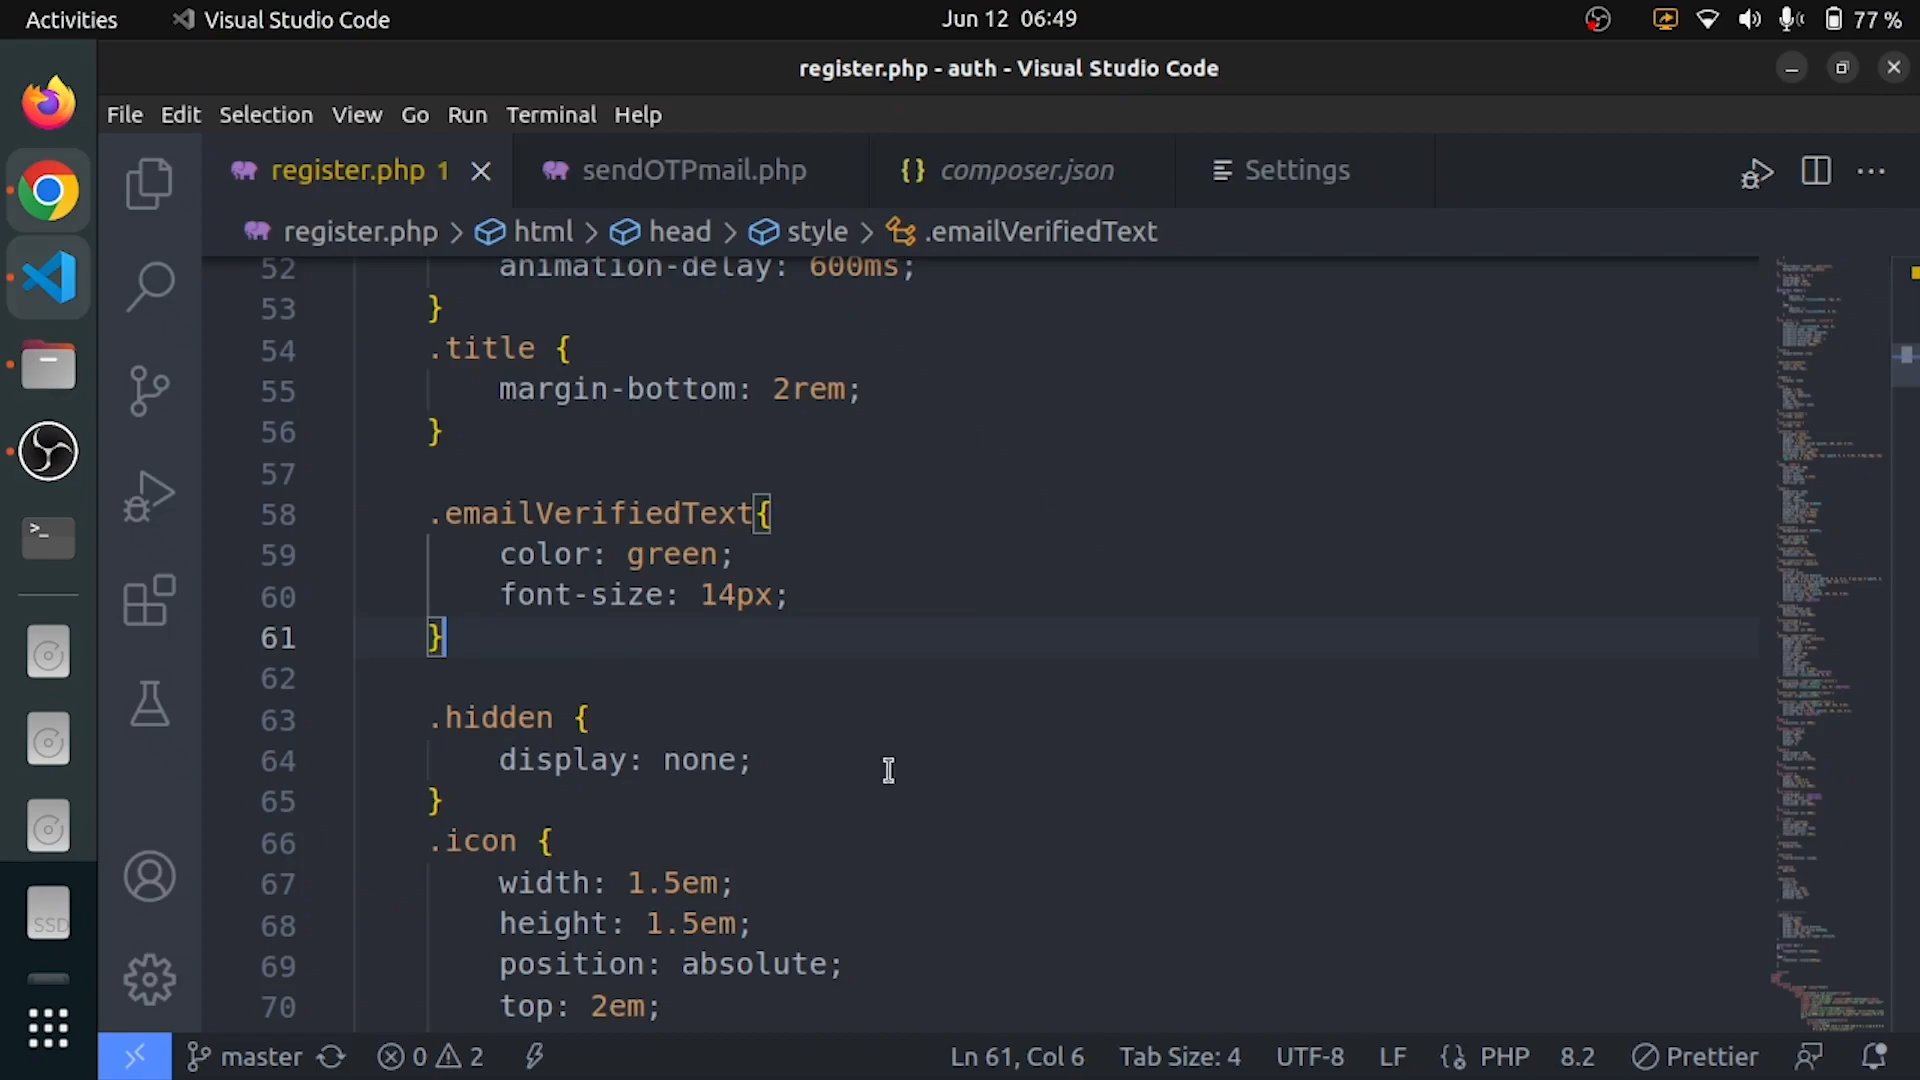 Activities Visual Studio Code Jun 12 06:49 77 %
register.php - auth - Visual Studio Code
File Edit Selection View Go Run Terminal Help
register.php 1 sendOTPmail.php {} composer.json Settings
register.php > html > head > style > .emailVerifiedText
52 animation-delay: 600ms;
53 }
54 .title {
55 margin-bottom: 2rem;
56 }
57
58 .emailVerifiedText{
59 color: green;
60 font-size: 14px;
61 }
62
63 .hidden {
64 display: none;
65 }
66 .icon {
67 width: 1.5em;
68 height: 1.5em;
69 position: absolute;
70 top: 2em;
SSD
master 0 2 Ln 61, Col 6 Tab Size: 4 UTF-8 LF PHP 8.2 Prettier